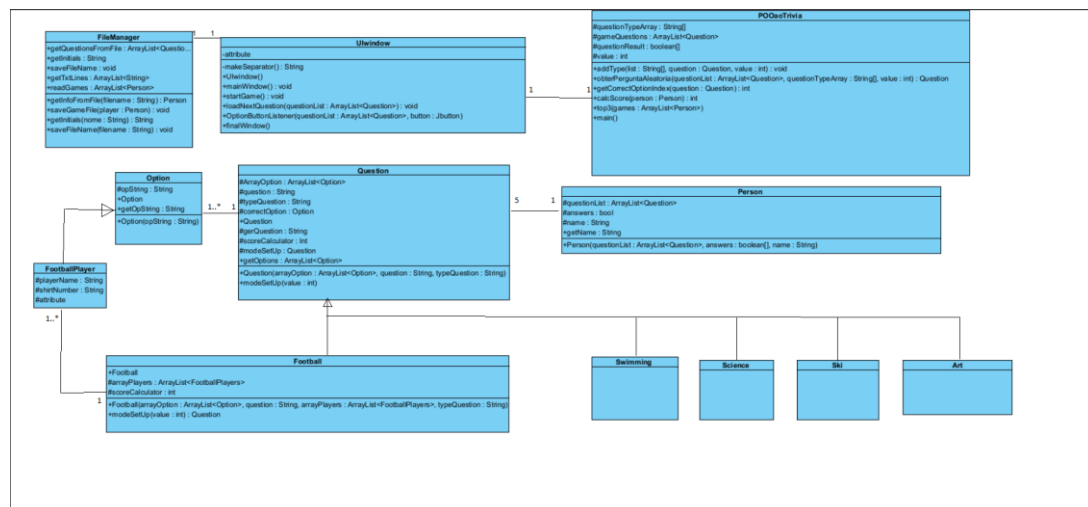 FileManager
+getQuestionsFromFile : ArrayList<Questio...
+getInitials : String
+saveFileName : void
+getTxtLines : ArrayList<String>
+readGames : ArrayList<Person>
+getInfoFromFile(filename : String) : Person
+saveGameFile(player : Person) : void
+getInitials(nome : String) : String
+saveFileName(filename : String) : void
1
1
UIwindow
-attribute
-makeSeparator() : String
+UIwindow()
+mainWindow() : void
+startGame() : void
+loadNextQuestion(questionList : ArrayList<Question>) : void
+OptionButtonListener(questionList : ArrayList<Question>, button : Jbutton)
+finalWindow()
1
1
POOaoTrivia
#questionTypeArray : String[]
#gameQuestions : ArrayList<Question>
#questionResult : boolean[]
#value : int
+addType(list : String[], question : Question, value : int) : void
+obterPerguntaAleatoria(questionList : ArrayList<Question>, questionTypeArray : String[], value : int) : Question
+getCorrectOptionIndex(question : Question) : int
+calcScore(person : Person) : int
+top3(games : ArrayList<Person>)
+main()
Option
#opString : String
+Option
+getOpString : String
+Option(opString : String)
1..*
1
Question
#ArrayOption : ArrayList<Option>
#question : String
#typeQuestion : String
#correctOption : Option
+Question
#gerQuestion : String
#scoreCalculator : Int
#modeSetUp : Question
+getOptions : ArrayList<Option>
+Question(arrayOption : ArrayList<Option>, question : String, typeQuestion : String)
+modeSetUp(value : int)
5
1
Person
#questionList : ArrayList<Question>
#answers : bool
#name : String
+getName : String
+Person(questionList : ArrayList<Question>, answers : boolean[], name : String)
FootballPlayer
#playerName : String
#shirtNumber : String
#attribute
1..*
1
Football
+Football
#arrayPlayers : ArrayList<FootballPlayers>
#scoreCalculator : int
+Football(arrayOption : ArrayList<Option>, question : String, arrayPlayers : ArrayList<FootballPlayers>, typeQuestion : String)
+modeSetUp(value : int) : Question
Swimming
Science
Ski
Art